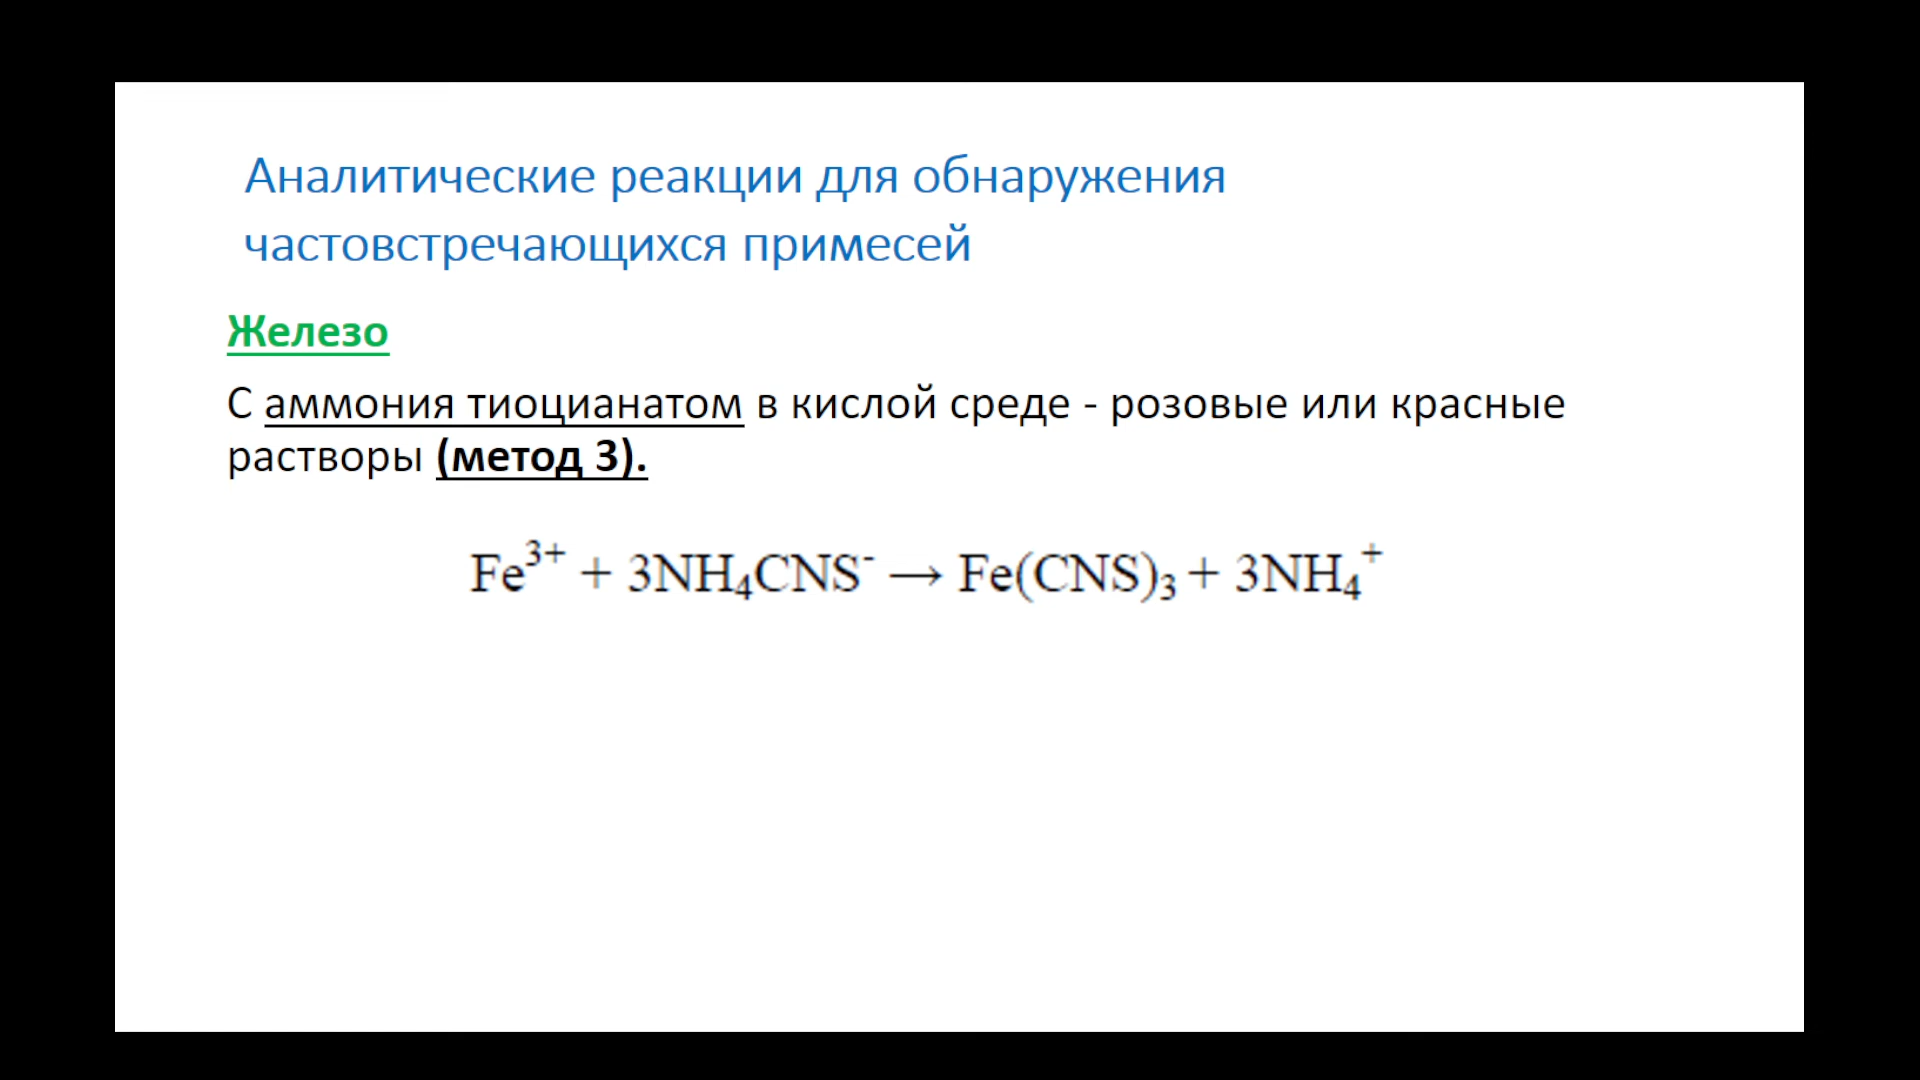 Аналитические реакции для обнаружения
частовстречающихся примесей
Железо
С аммония тиоцианатом в кислой среде - розовые или красные
растворы (метод 3).
Fe³⁺ + 3NH₄CNS⁻ → Fe(CNS)₃ + 3NH₄⁺